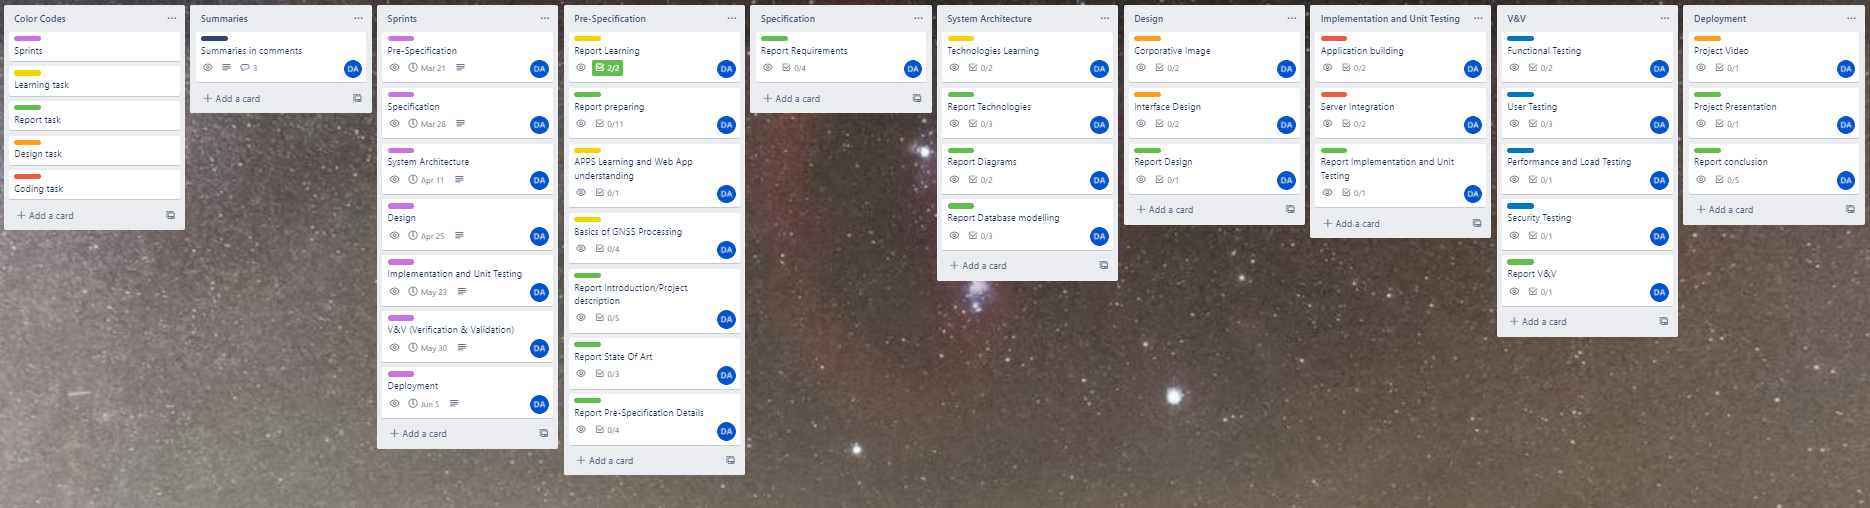 Color Codes
Sprints
Learning task
Report task
Design task
Coding task
Add a card
Summaries
Summaries in comments
3
DA
Add a card
Sprints
Pre-Specification
Mar 21
DA
Specification
Mar 28
DA
System Architecture
Apr 11
DA
Design
Apr 25
DA
Implementation and Unit Testing
May 23
DA
V&V (Verification & Validation)
May 30
DA
Deployment
Jun 5
DA
Add a card
Pre-Specification
Report Learning
2/2
DA
Report preparing
0/11
DA
APPS Learning and Web App
understanding
0/1
DA
Basics of GNSS Processing
0/4
DA
Report Introduction/Project
description
0/5
DA
Report State Of Art
0/3
DA
Report Pre-Specification Details
0/4
DA
Add a card
Specification
Report Requirements
0/4
DA
Add a card
System Architecture
Technologies Learning
0/2
DA
Report Technologies
0/3
DA
Report Diagrams
0/2
DA
Report Database modelling
0/3
DA
Add a card
Design
Corporative Image
0/2
DA
Interface Design
0/2
DA
Report Design
0/1
DA
Add a card
Implementation and Unit Testing
Application building
0/2
DA
Server Integration
0/2
DA
Report Implementation and Unit
Testing
0/1
DA
Add a card
V&V
Functional Testing
0/2
DA
User Testing
0/3
DA
Performance and Load Testing
0/1
DA
Security Testing
0/1
DA
Report V&V
0/1
DA
Add a card
Deployment
Project Video
0/1
DA
Project Presentation
0/1
DA
Report conclusion
0/5
DA
Add a card